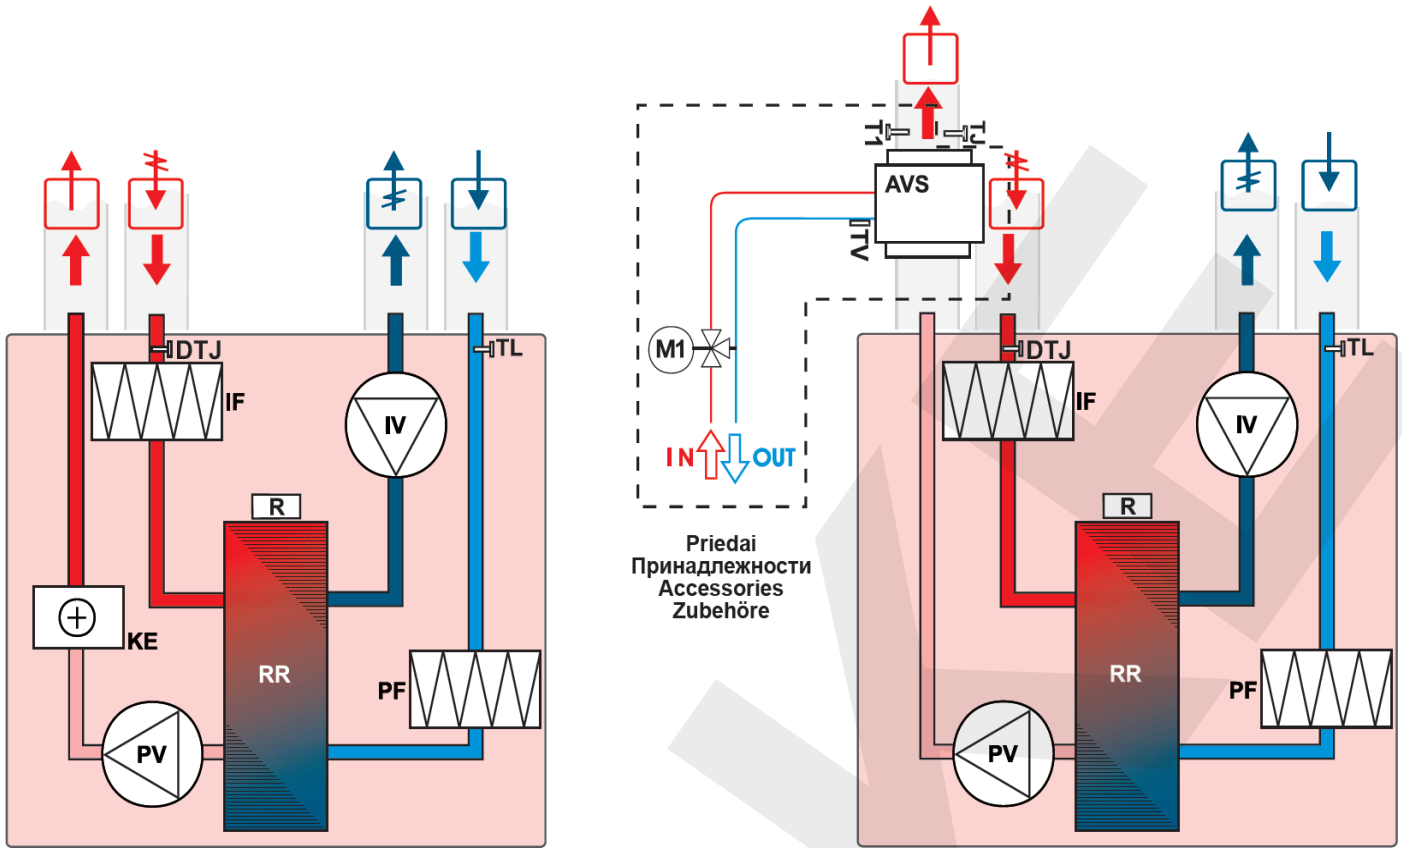 DTJ
TL
IF
IV
R
KE
RR
PF
PV
T1
TJ
AVS
TV
M1
IN
OUT
Priedai
Принадлежности
Accessories
Zubehöre
DTJ
TL
IF
IV
R
RR
PF
PV